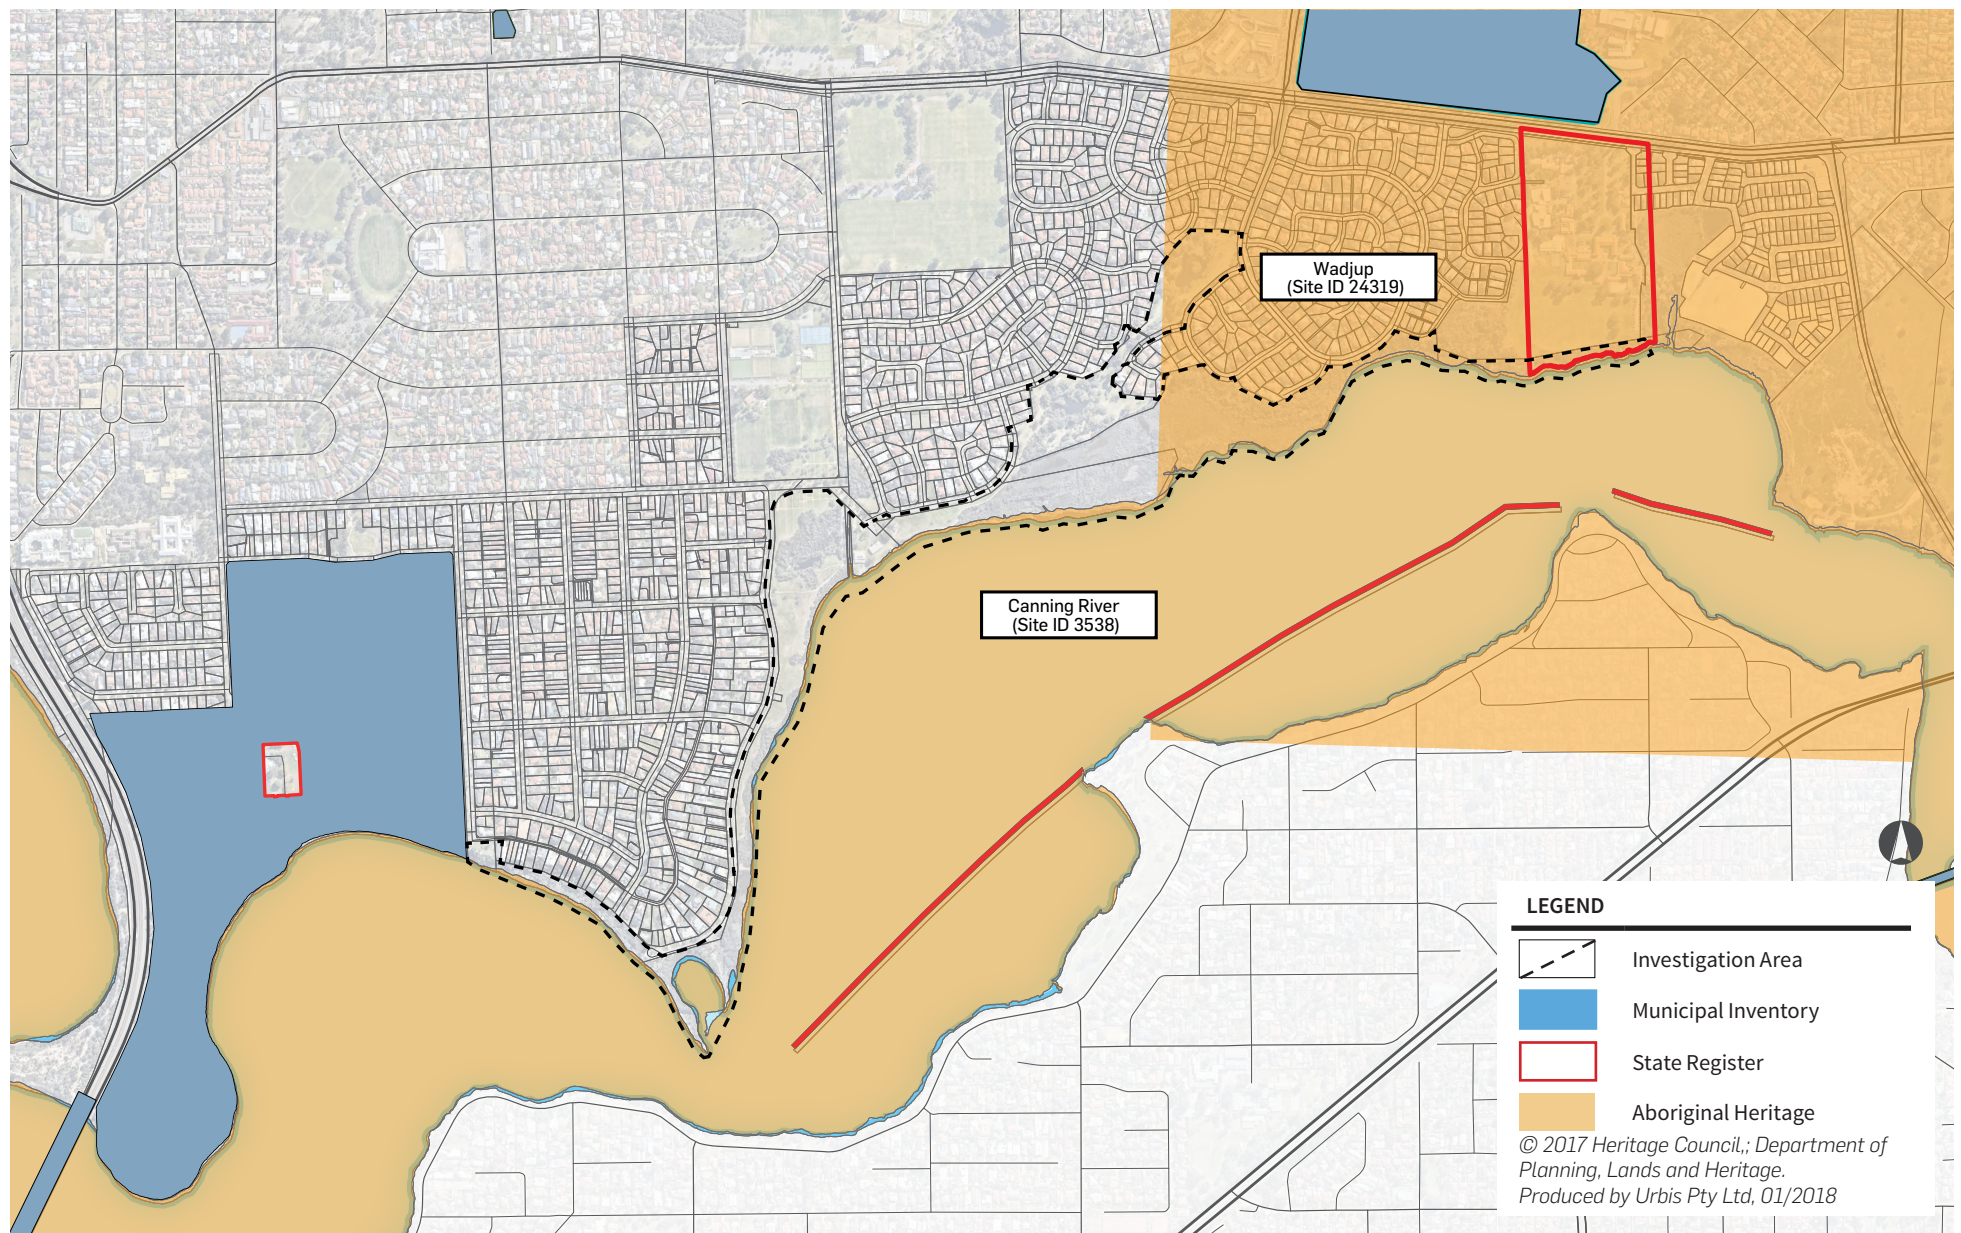 Wadjup
(Site ID 24319)
Canning River
(Site ID 3538)
LEGEND
Investigation Area
Municipal Inventory
State Register
Aboriginal Heritage
© 2017 Heritage Council,; Department of
Planning, Lands and Heritage.
Produced by Urbis Pty Ltd, 01/2018